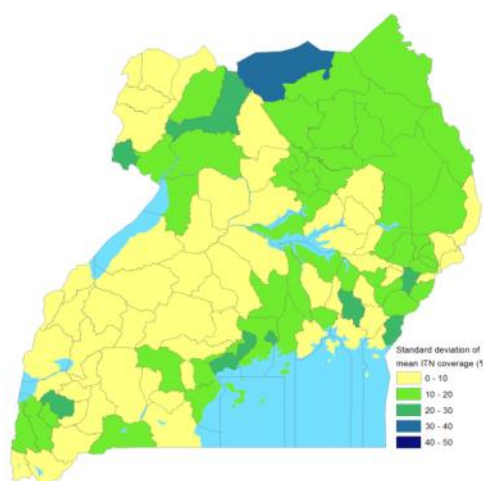 Standard deviation of
mean ITN coverage (%
0 - 10
10 - 20
20 - 30
30 - 40
40 - 50